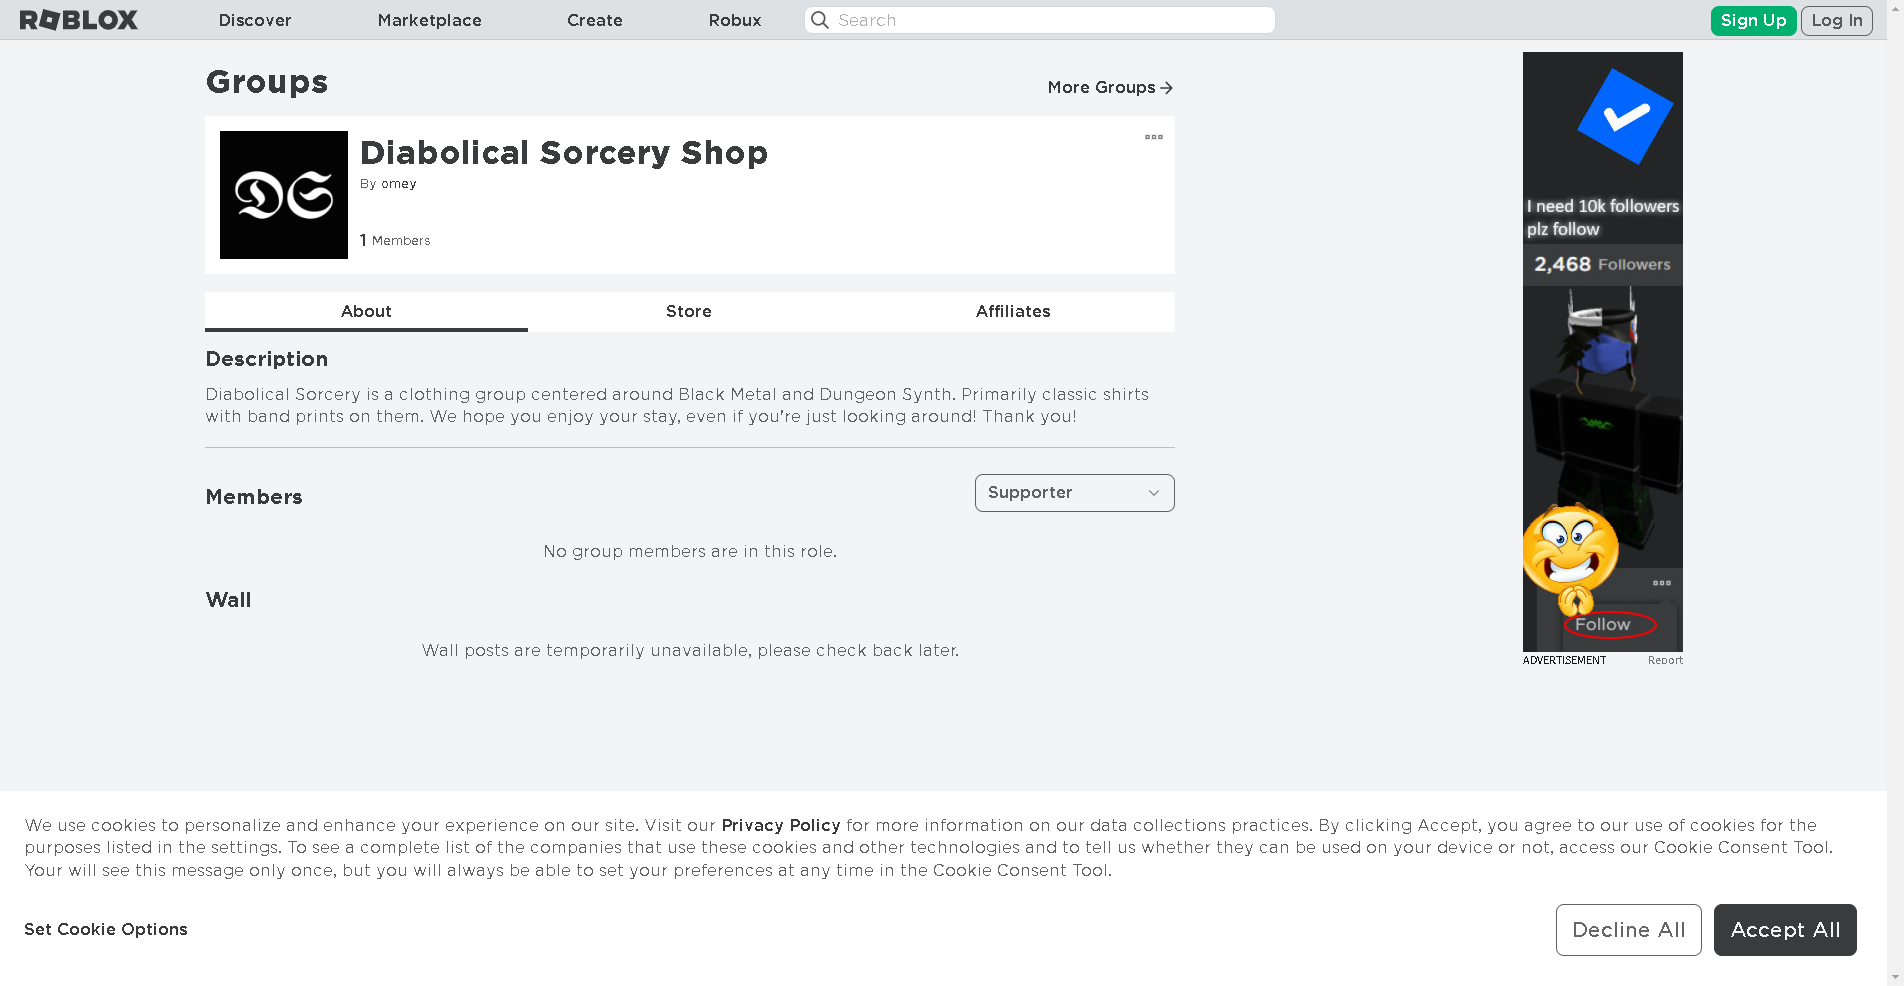 ROBLOX Discover Marketplace Create Robux Search Sign Up Log In
Groups
More Groups
DS
Diabolical Sorcery Shop
By omey
1 Members
About Store Affiliates
Description
Diabolical Sorcery is a clothing group centered around Black Metal and Dungeon Synth. Primarily classic shirts
with band prints on them. We hope you enjoy your stay, even if you're just looking around! Thank you!
Members
Supporter
No group members are in this role.
Wall
Wall posts are temporarily unavailable, please check back later.
I need 10k followers
plz follow
2,468 Followers
Follow
ADVERTISEMENT Report
We use cookies to personalize and enhance your experience on our site. Visit our Privacy Policy for more information on our data collections practices. By clicking Accept, you agree to our use of cookies for the
purposes listed in the settings. To see a complete list of the companies that use these cookies and other technologies and to tell us whether they can be used on your device or not, access our Cookie Consent Tool.
Your will see this message only once, but you will always be able to set your preferences at any time in the Cookie Consent Tool.
Set Cookie Options
Decline All
Accept All